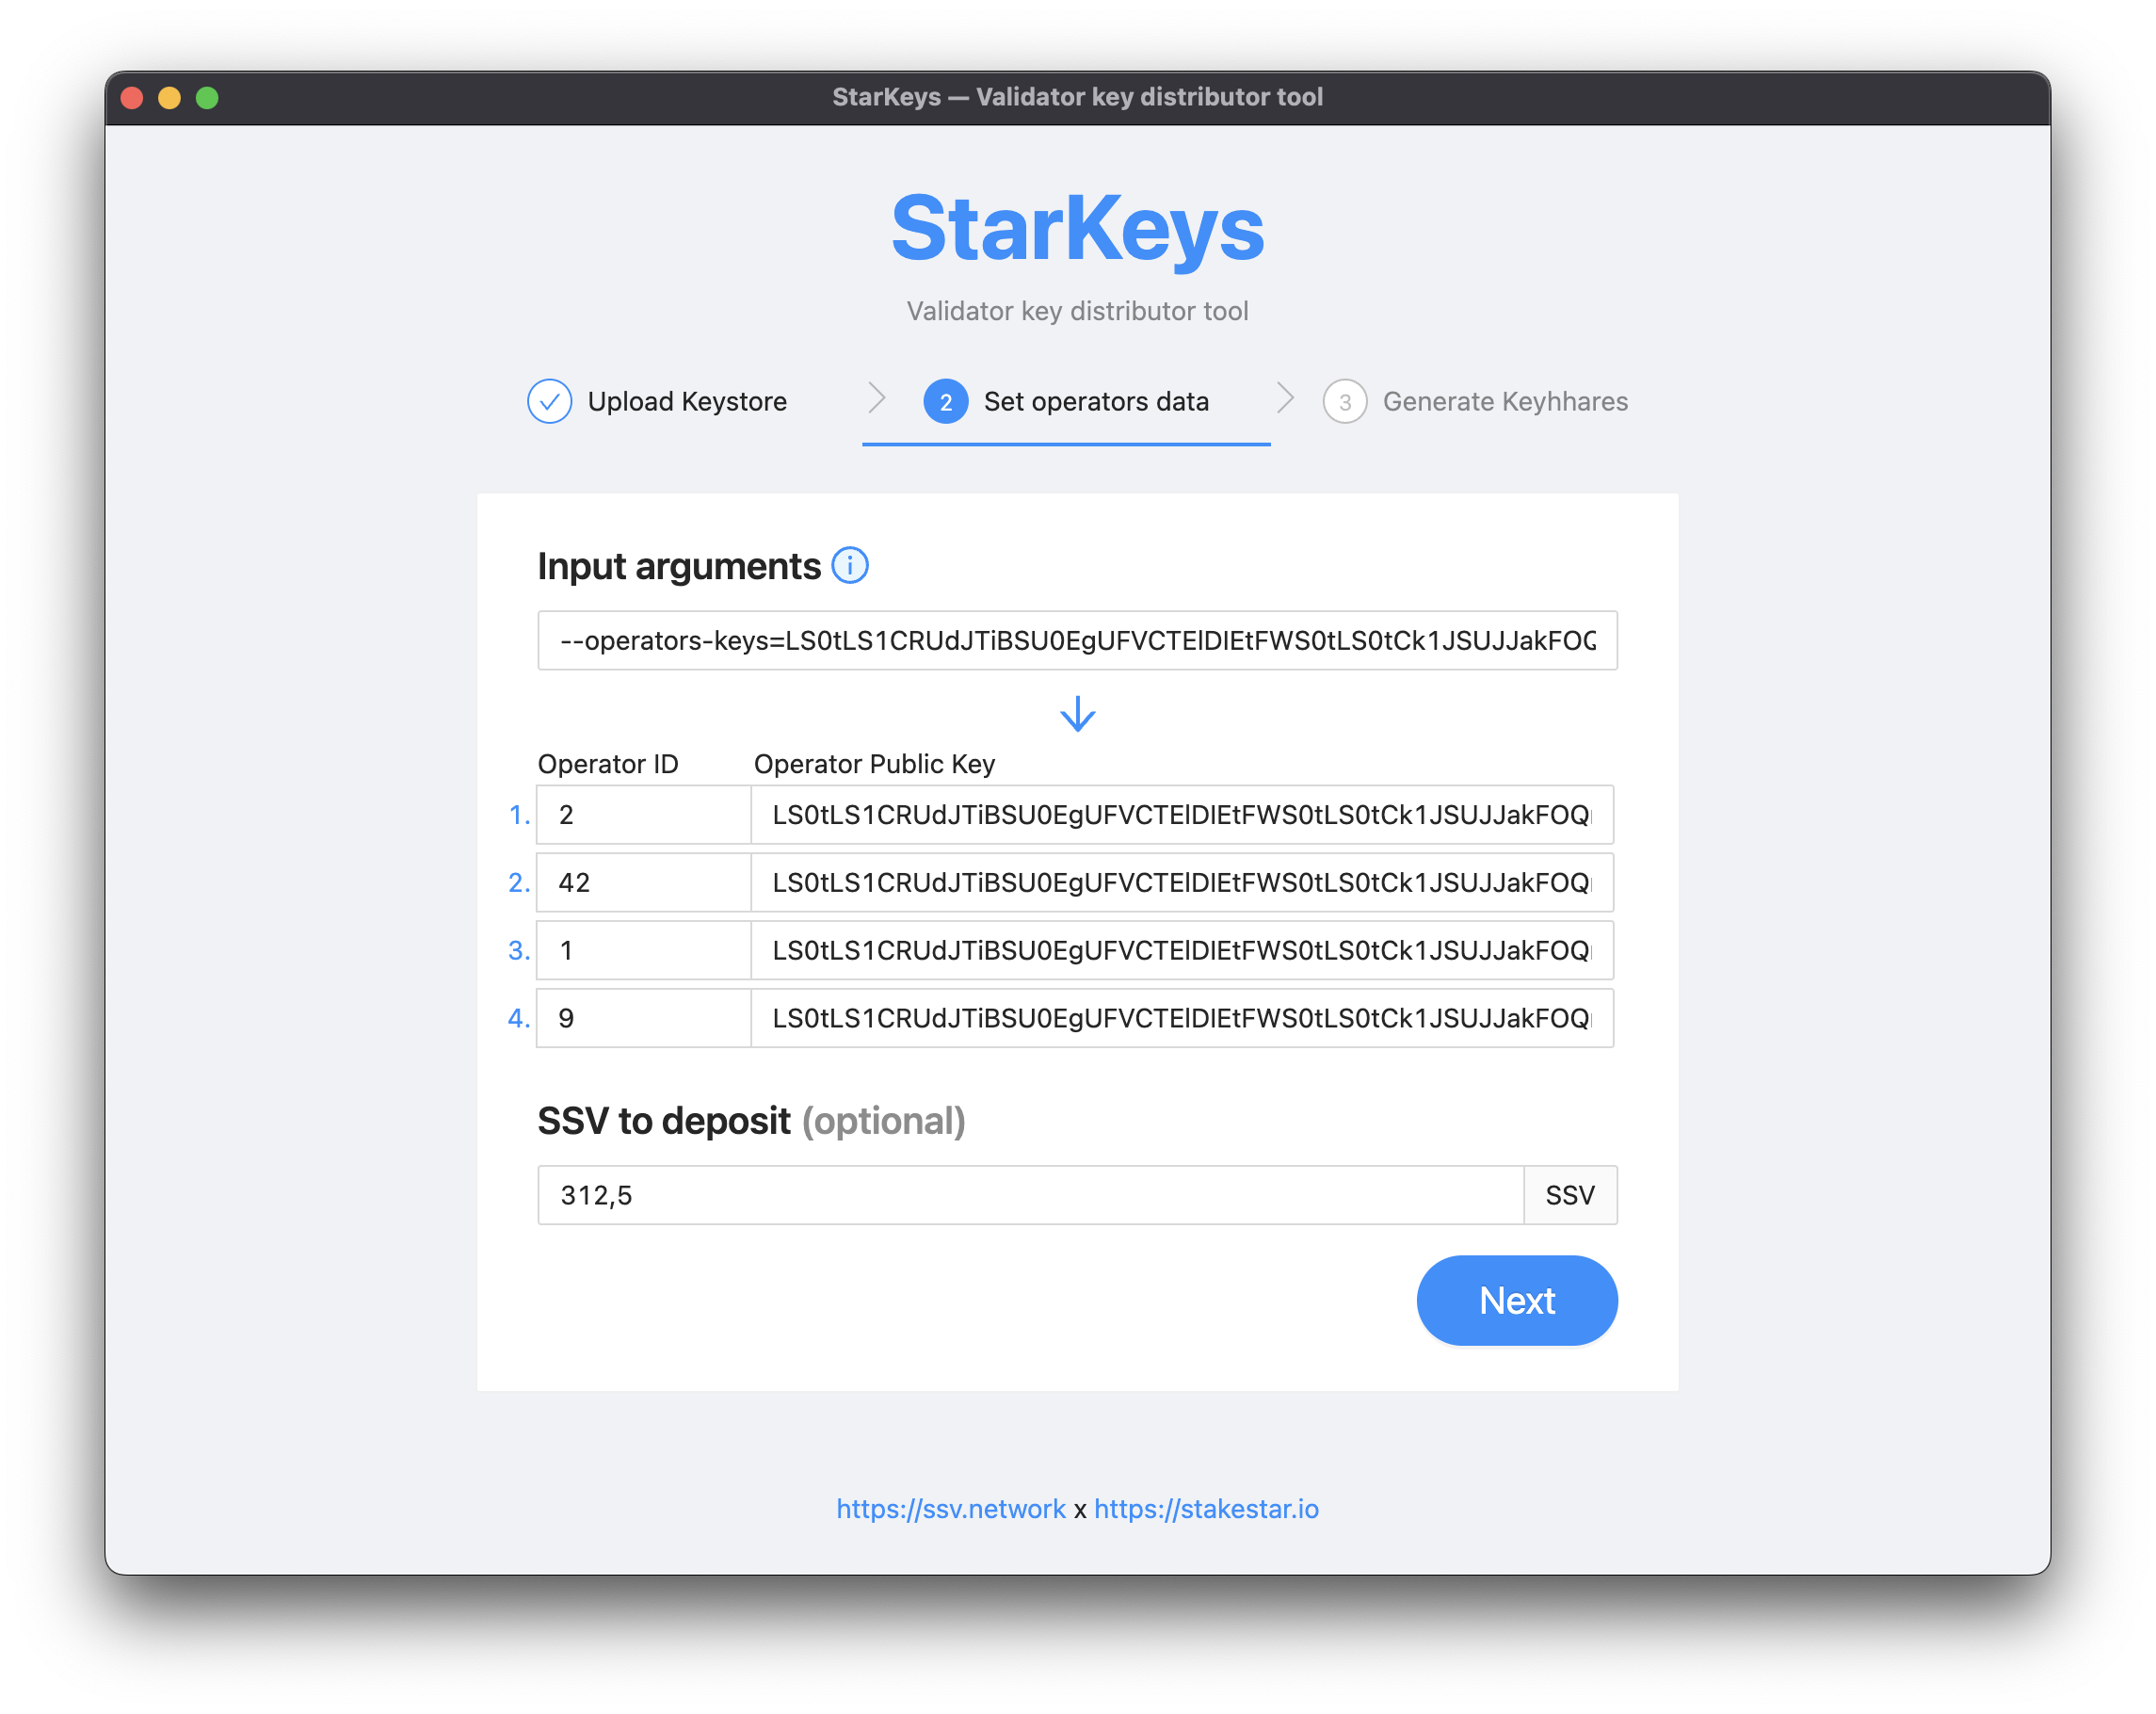 StarKeys — Validator key distributor tool
StarKeys
Validator key distributor tool
Upload Keystore
2 Set operators data
3 Generate Keyhhares
Input arguments i
--operators-keys=LS0tLS1CRUdJTiBSU0EgUFVCTElDIEtFWS0tLS0tCk1JSUJJakFOQ
Operator ID Operator Public Key
1. 2 LS0tLS1CRUdJTiBSU0EgUFVCTElDIEtFWS0tLS0tCk1JSUJJakFOQ
2. 42 LS0tLS1CRUdJTiBSU0EgUFVCTElDIEtFWS0tLS0tCk1JSUJJakFOQ
3. 1 LS0tLS1CRUdJTiBSU0EgUFVCTElDIEtFWS0tLS0tCk1JSUJJakFOQ
4. 9 LS0tLS1CRUdJTiBSU0EgUFVCTElDIEtFWS0tLS0tCk1JSUJJakFOQ
SSV to deposit (optional)
312,5 SSV
Next
https://ssv.network x https://stakestar.io